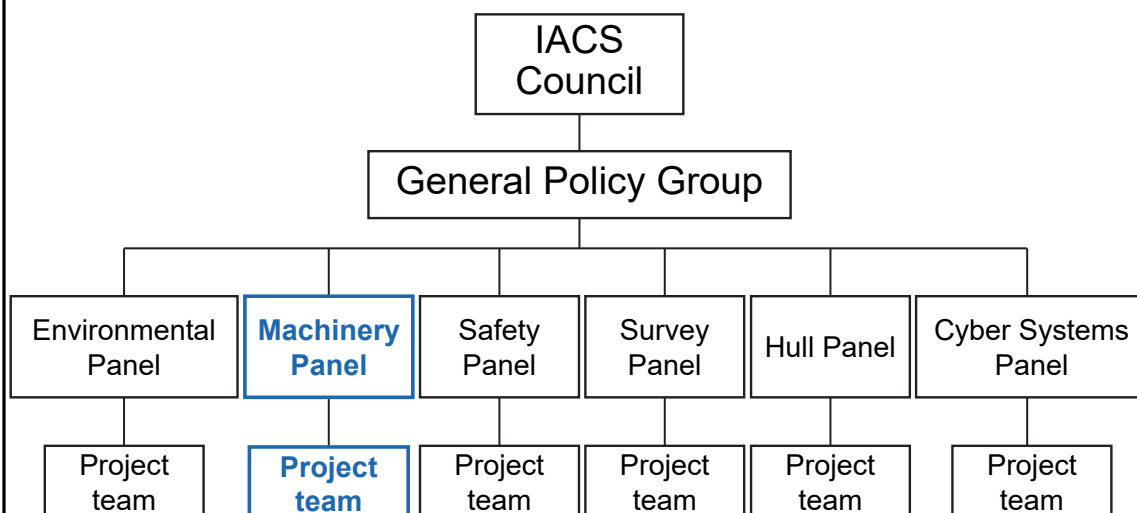 IACS
Council
General Policy Group
Environmental
Panel
Machinery
Panel
Safety
Panel
Survey
Panel
Hull Panel
Cyber Systems
Panel
Project
team
Project
team
Project
team
Project
team
Project
team
Project
team